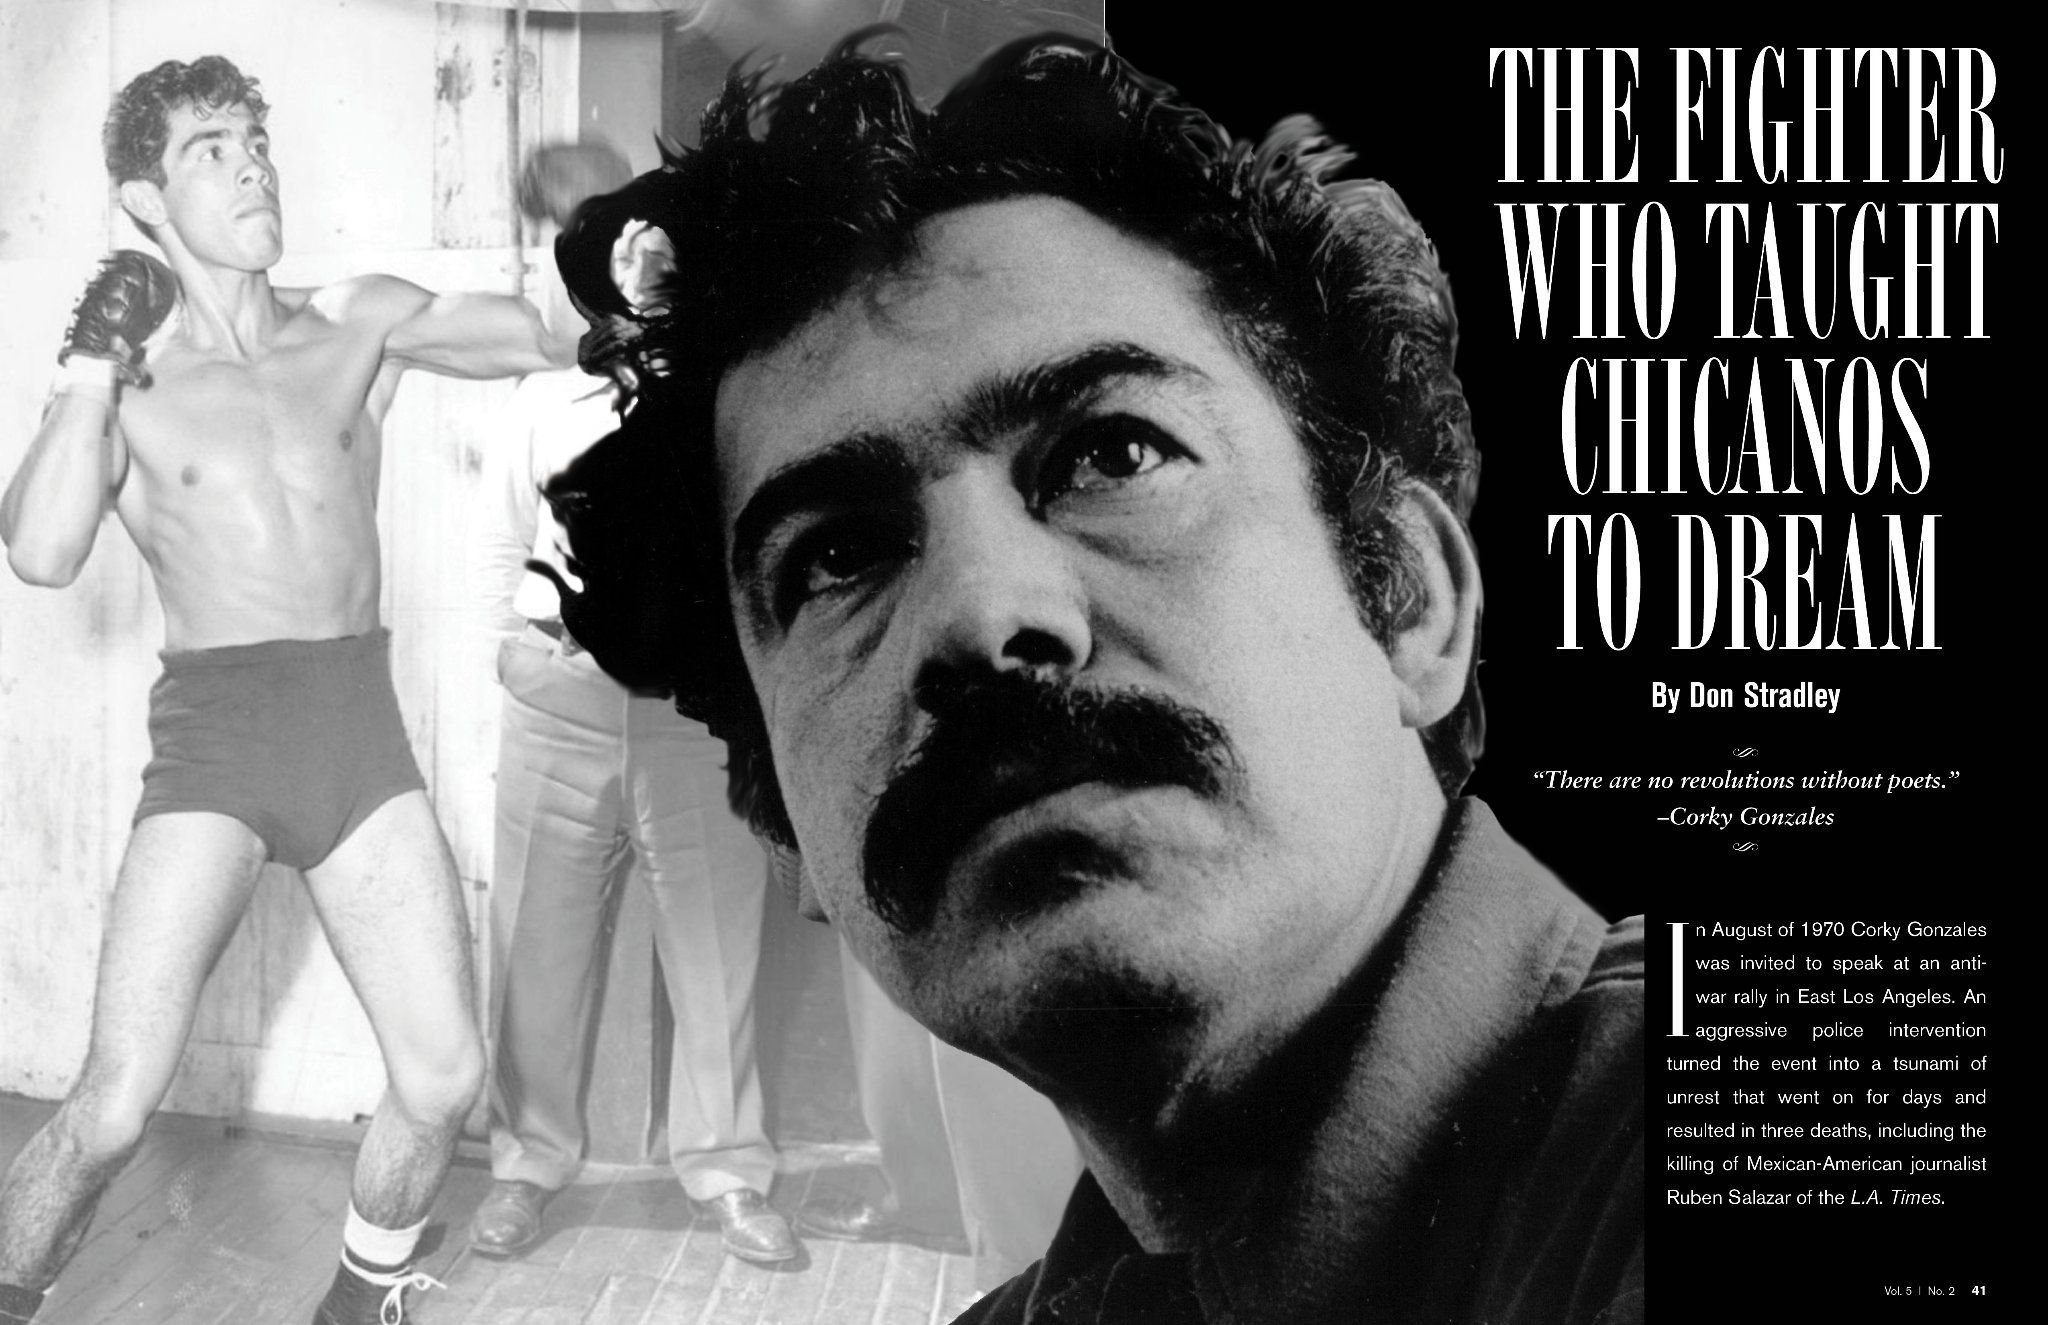 THE FIGHTER
WHO TAUGHT
CHICANOS
TO DREAM
By Don Stradley
“There are no revolutions without poets.”
–Corky Gonzales
In August of 1970 Corky Gonzales
was invited to speak at an anti-
war rally in East Los Angeles. An
aggressive police intervention
turned the event into a tsunami of
unrest that went on for days and
resulted in three deaths, including the
killing of Mexican-American journalist
Ruben Salazar of the L.A. Times.
Vol. 5 | No. 2 41